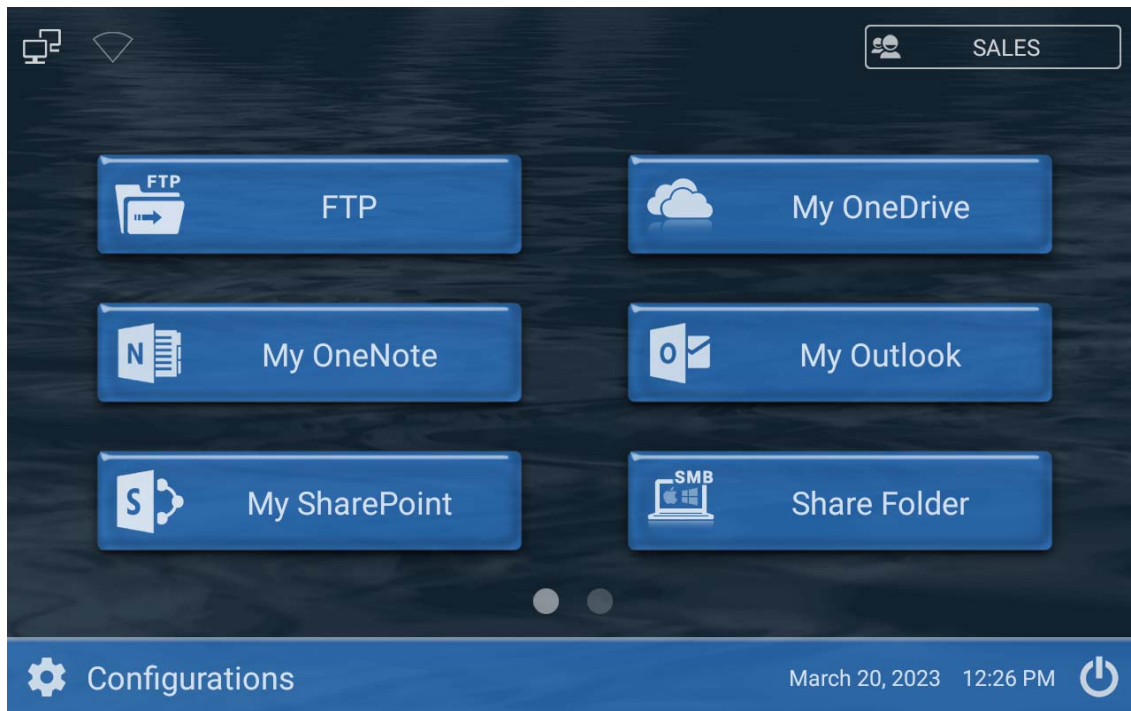 SALES
FTP
FTP
My OneDrive
N
My OneNote
O
My Outlook
S
My SharePoint
SMB
Share Folder
Configurations
March 20, 2023 12:26 PM